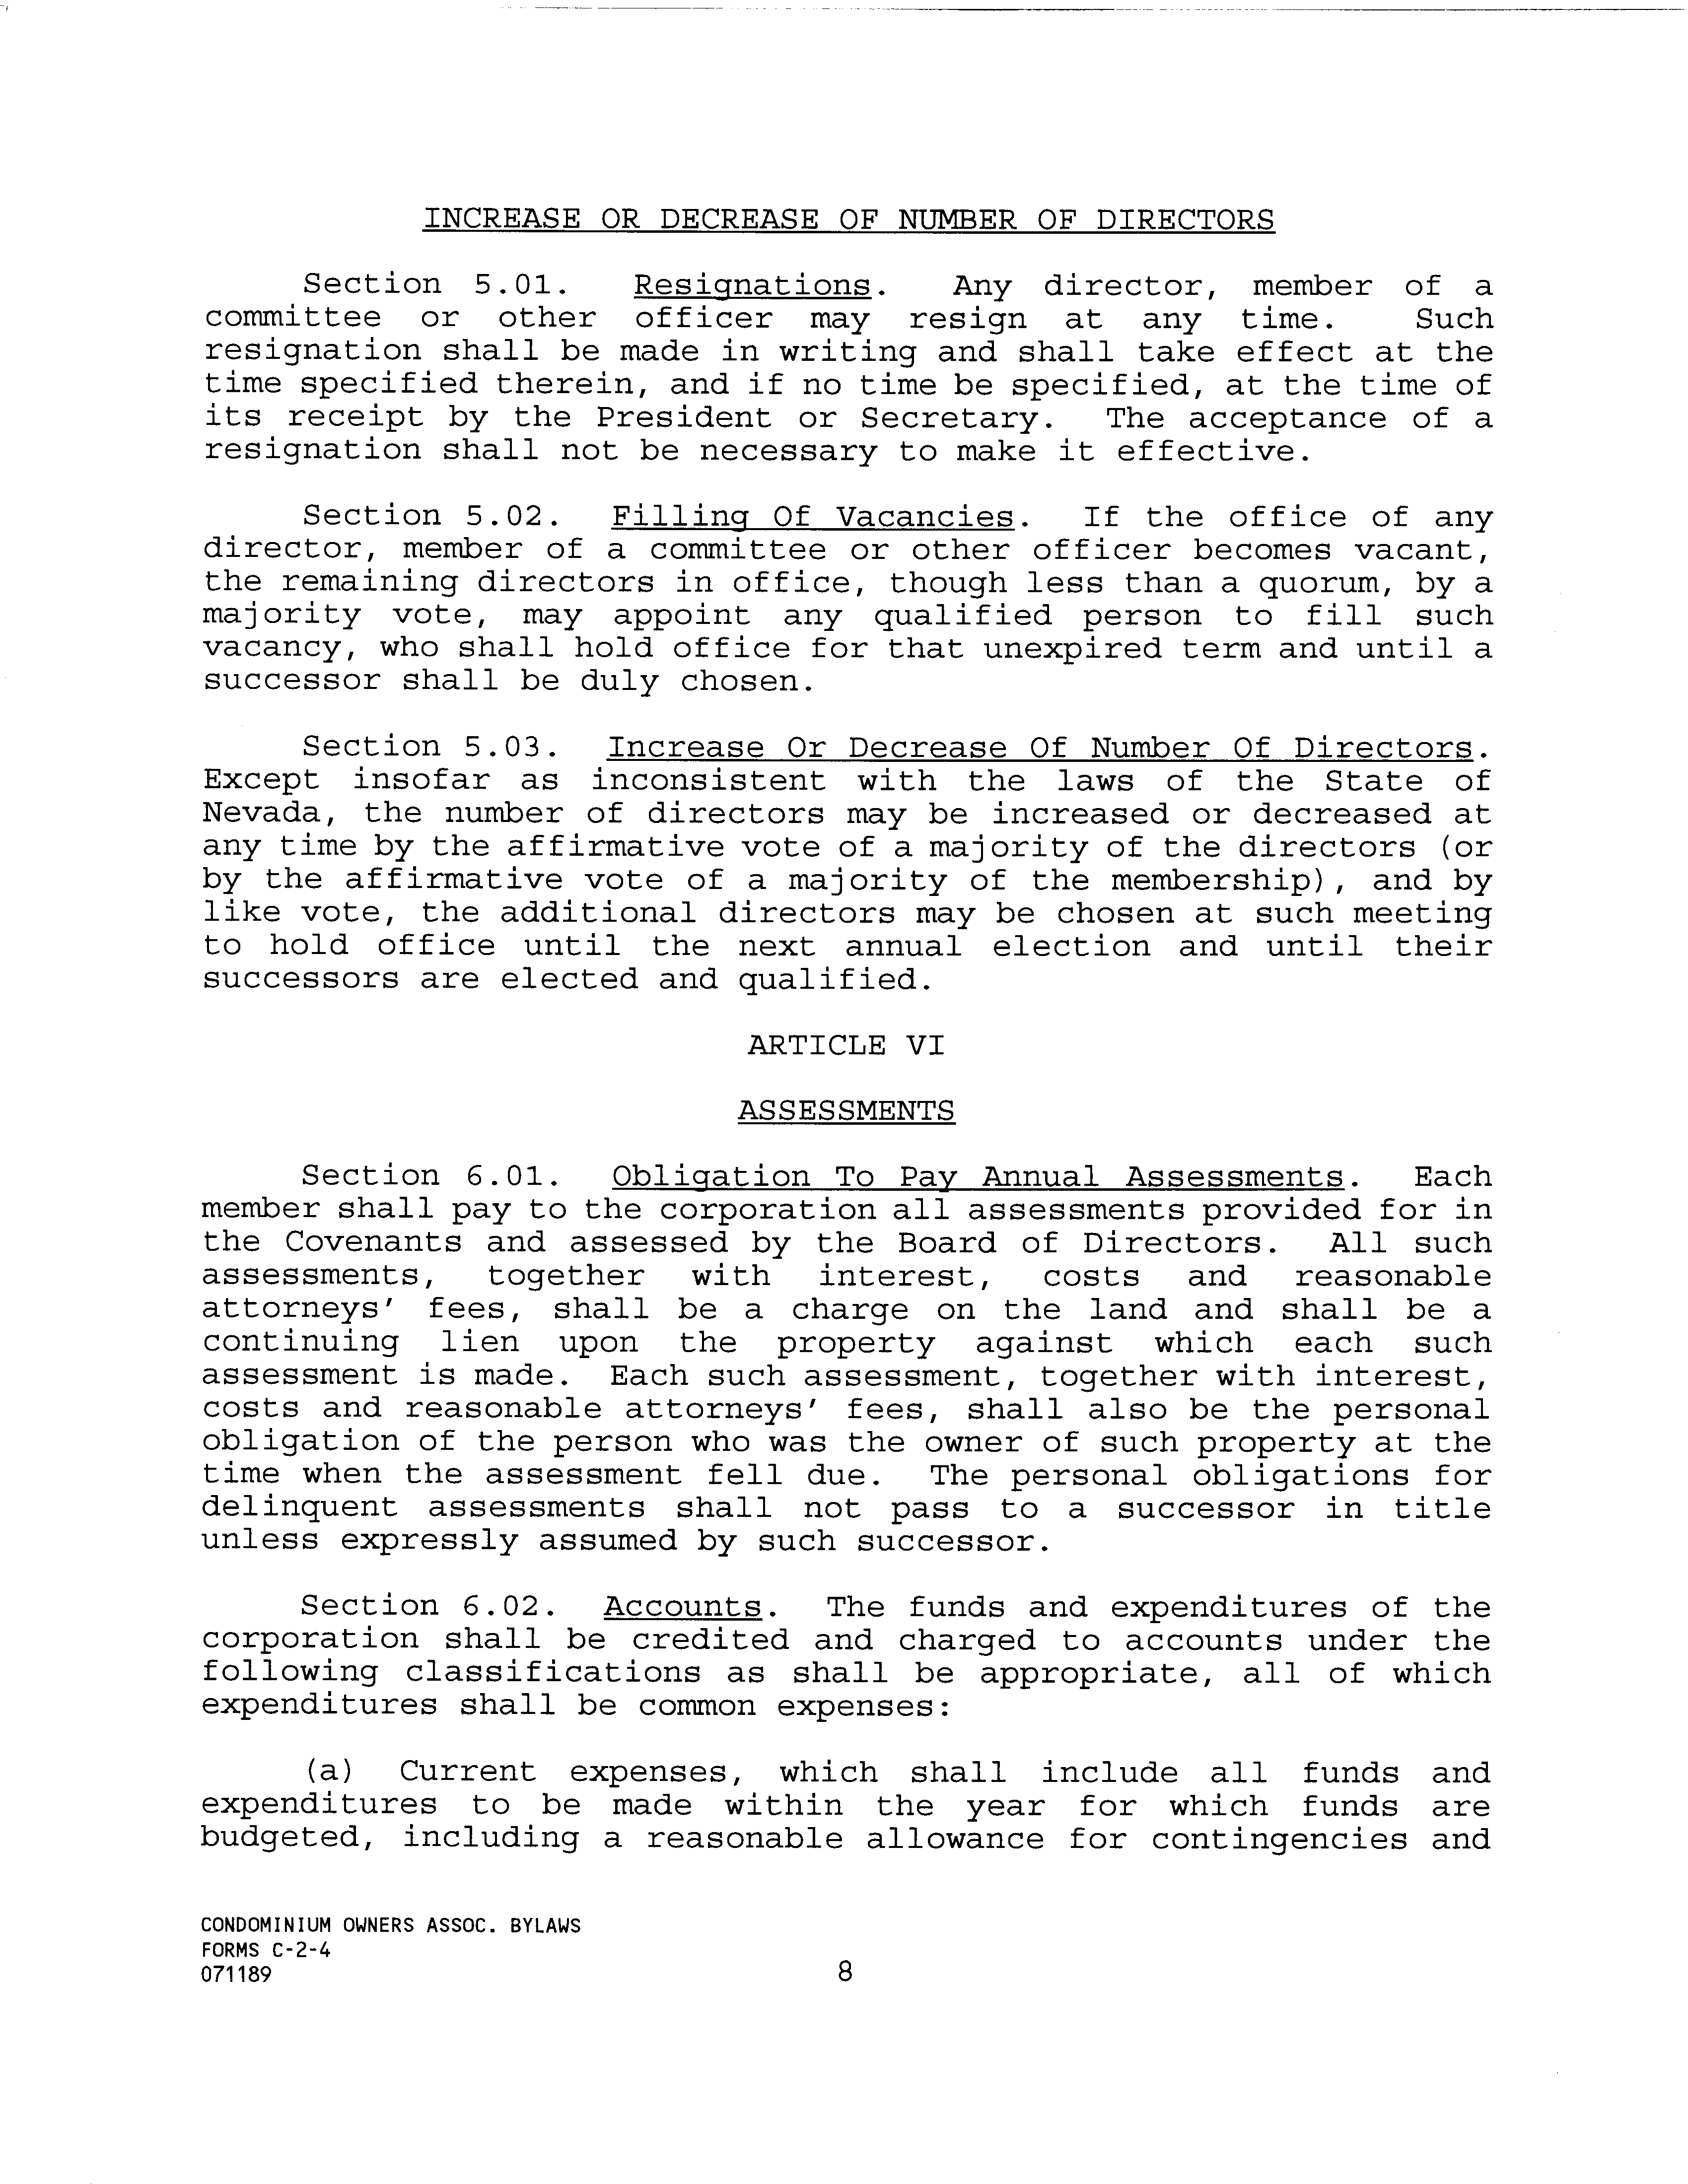 INCREASE OR DECREASE OF NUMBER OF DIRECTORS
Section 5.01. Resignations. Any director, member of a
committee or other officer may resign at any time. Such
resignation shall be made in writing and shall take effect at the
time specified therein, and if no time be specified, at the time of
its receipt by the President or Secretary. The acceptance of a
resignation shall not be necessary to make it effective.
Section 5.02. Filling Of Vacancies. If the office of any
director, member of a committee or other officer becomes vacant,
the remaining directors in office, though less than a quorum, by a
majority vote, may appoint any qualified person to fill such
vacancy, who shall hold office for that unexpired term and until a
successor shall be duly chosen.
Section 5.03. Increase Or Decrease Of Number Of Directors.
Except insofar as inconsistent with the laws of the State of
Nevada, the number of directors may be increased or decreased at
any time by the affirmative vote of a majority of the directors (or
by the affirmative vote of a majority of the membership), and by
like vote, the additional directors may be chosen at such meeting
to hold office until the next annual election and until their
successors are elected and qualified.
ARTICLE VI
ASSESSMENTS
Section 6.01. Obligation To Pay Annual Assessments. Each
member shall pay to the corporation all assessments provided for in
the Covenants and assessed by the Board of Directors. All such
assessments, together with interest, costs and reasonable
attorneys' fees, shall be a charge on the land and shall be a
continuing lien upon the property against which each such
assessment is made. Each such assessment, together with interest,
costs and reasonable attorneys' fees, shall also be the personal
obligation of the person who was the owner of such property at the
time when the assessment fell due. The personal obligations for
delinquent assessments shall not pass to a successor in title
unless expressly assumed by such successor.
Section 6.02. Accounts. The funds and expenditures of the
corporation shall be credited and charged to accounts under the
following classifications as shall be appropriate, all of which
expenditures shall be common expenses:
(a) Current expenses, which shall include all funds and
expenditures to be made within the year for which funds are
budgeted, including a reasonable allowance for contingencies and
CONDOMINIUM OWNERS ASSOC. BYLAWS
FORMS C-2-4
071189
8